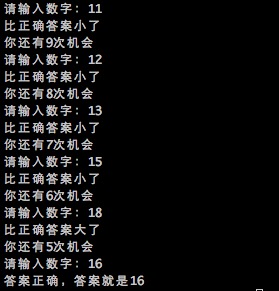 请输入数字：11
比正确答案小了
你还有9次机会
请输入数字：12
比正确答案小了
你还有8次机会
请输入数字：13
比正确答案小了
你还有7次机会
请输入数字：15
比正确答案小了
你还有6次机会
请输入数字：18
比正确答案大了
你还有5次机会
请输入数字：16
答案正确，答案就是16